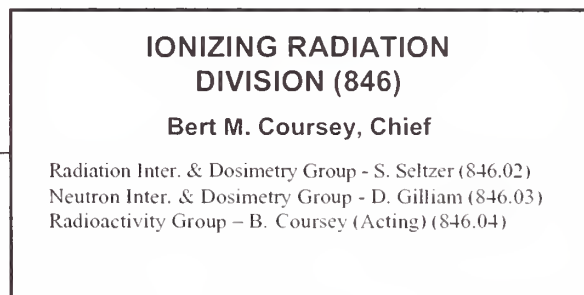 IONIZING RADIATION
DIVISION (846)
Bert M. Coursey, Chief
Radiation Inter. & Dosimetry Group - S. Seltzer (846.02)
Neutron Inter. & Dosimetry Group - D. Gilliam (846.03)
Radioactivity Group – B. Coursey (Acting) (846.04)